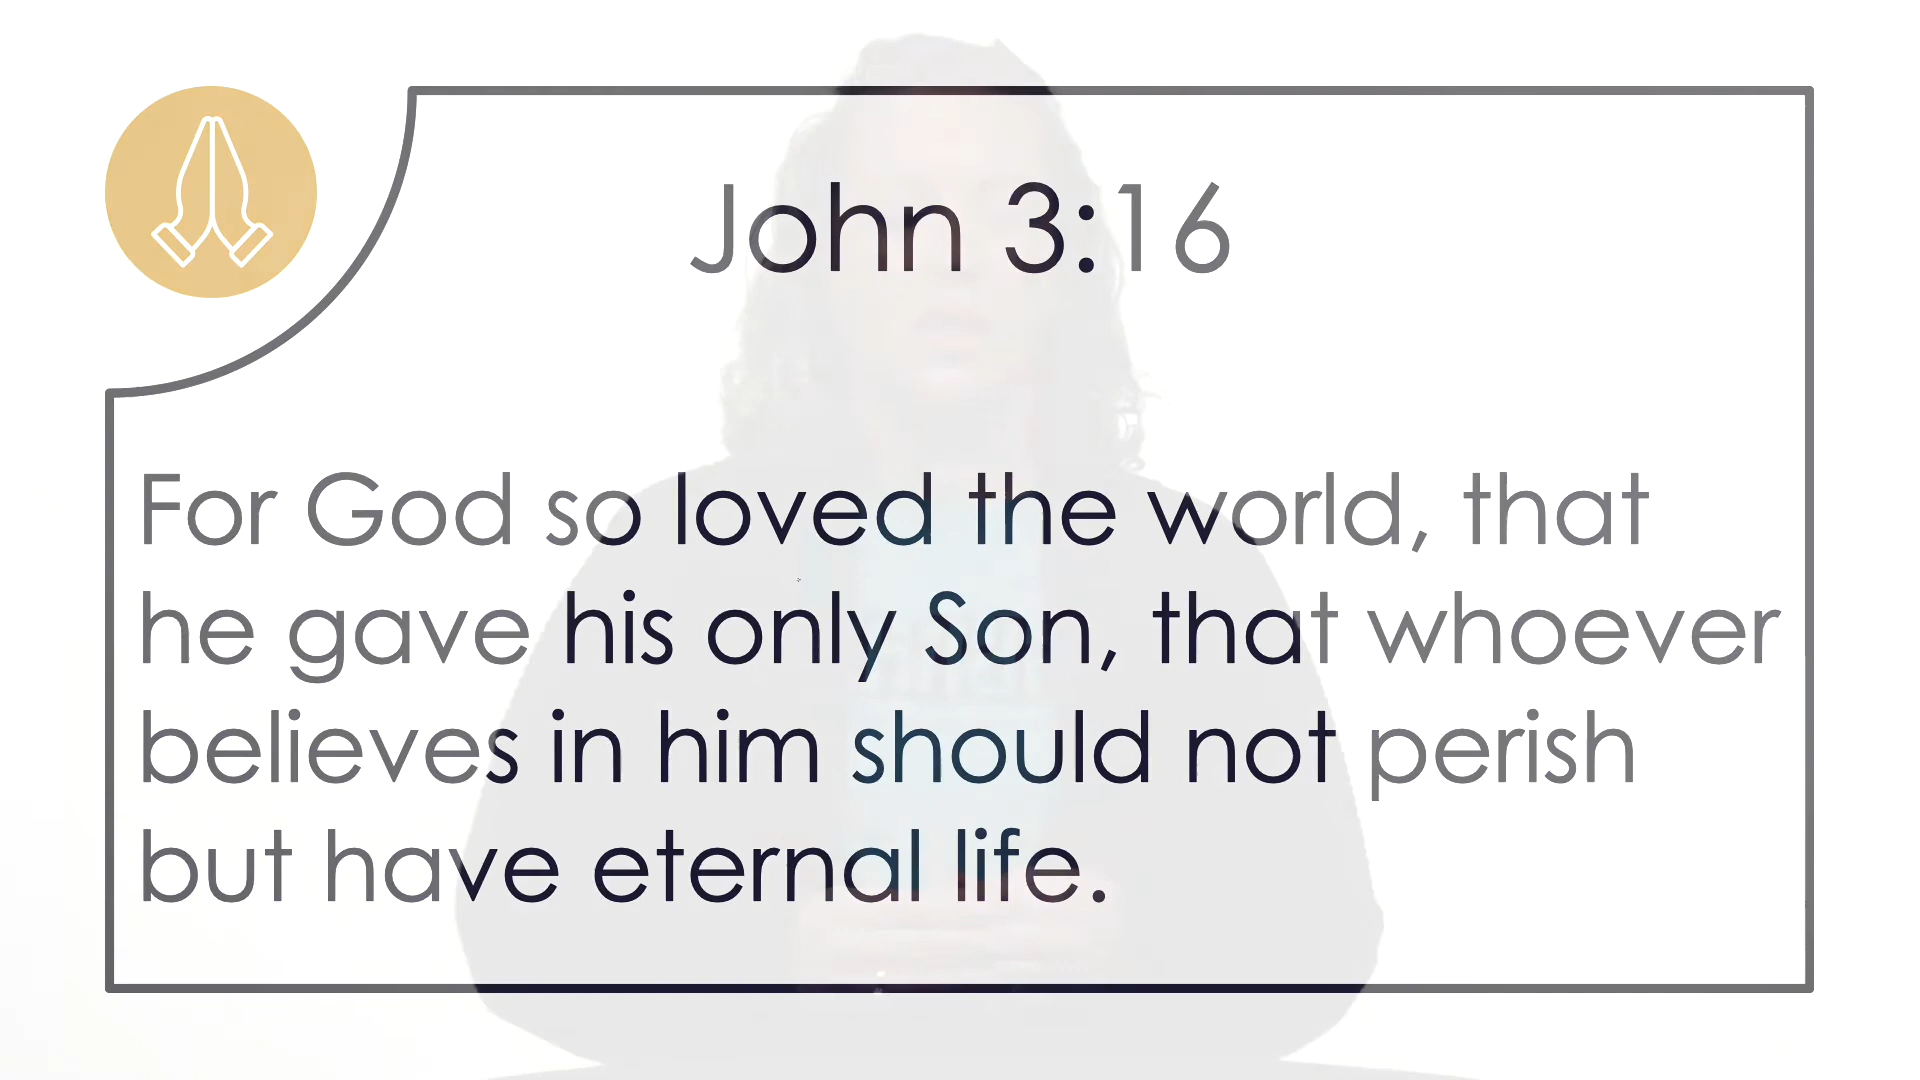 John 3:16
For God so loved the world, that
he gave his only Son, that whoever
believes in him should not perish
but have eternal life.